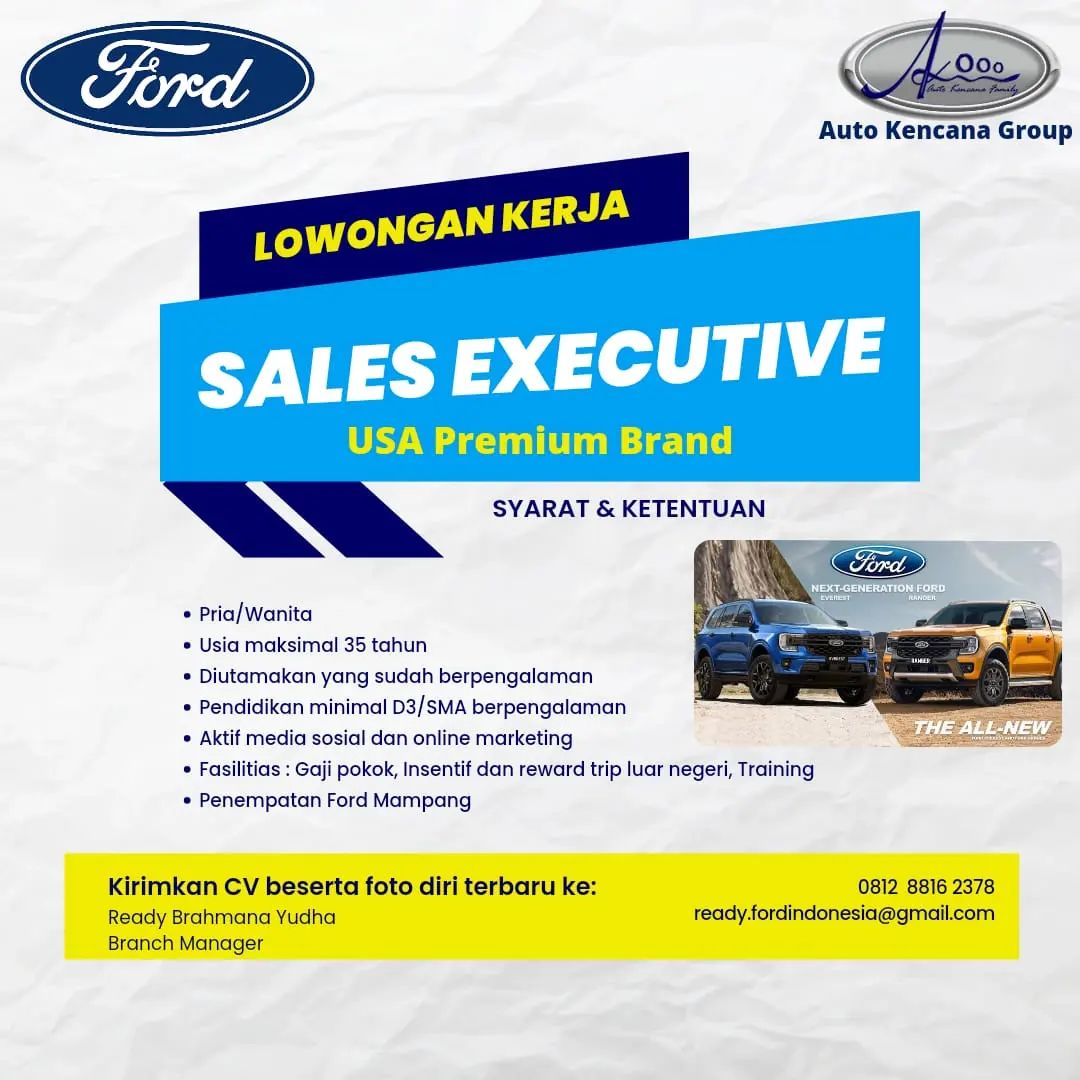 Ford
Auto Kencana Family
Auto Kencana Group
LOWONGAN KERJA
SALES EXECUTIVE
USA Premium Brand
SYARAT & KETENTUAN
Ford
NEXT-GENERATION FORD
EVEREST RANGER
THE ALL-NEW
• Pria/Wanita
• Usia maksimal 35 tahun
• Diutamakan yang sudah berpengalaman
• Pendidikan minimal D3/SMA berpengalaman
• Aktif media sosial dan online marketing
• Fasilitias : Gaji pokok, Insentif dan reward trip luar negeri, Training
• Penempatan Ford Mampang
Kirimkan CV beserta foto diri terbaru ke:
Ready Brahmana Yudha
Branch Manager
0812 8816 2378
ready.fordindonesia@gmail.com